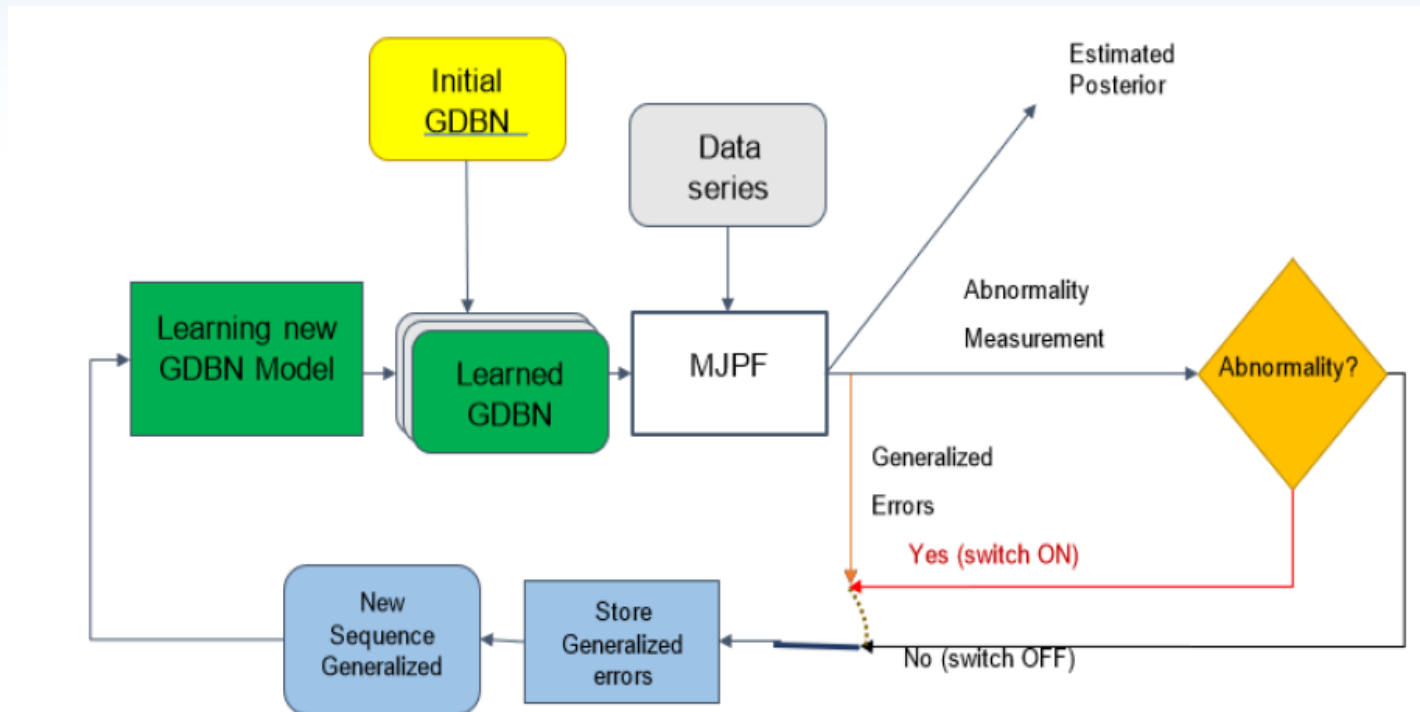 Initial
GDBN
Data
series
Estimated
Posterior
Learning new
GDBN Model
Learned
GDBN
MJPF
Abnormality
Measurement
Abnormality?
Generalized
Errors
Yes (switch ON)
No (switch OFF)
Store
Generalized
errors
New
Sequence
Generalized